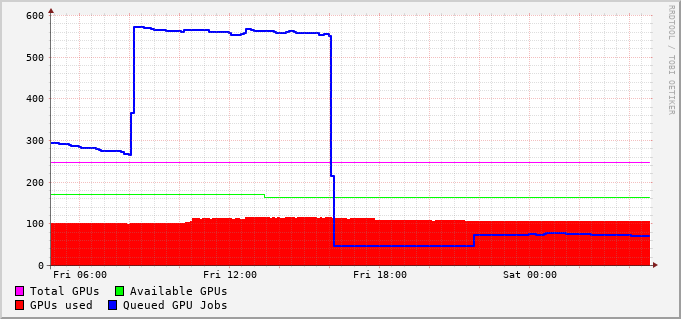 600
500
400
300
200
100
0
Fri 06:00 Fri 12:00 Fri 18:00 Sat 00:00
Total GPUs Available GPUs
GPUs used Queued GPU Jobs
RRDTOOL / TOBI OETIKER